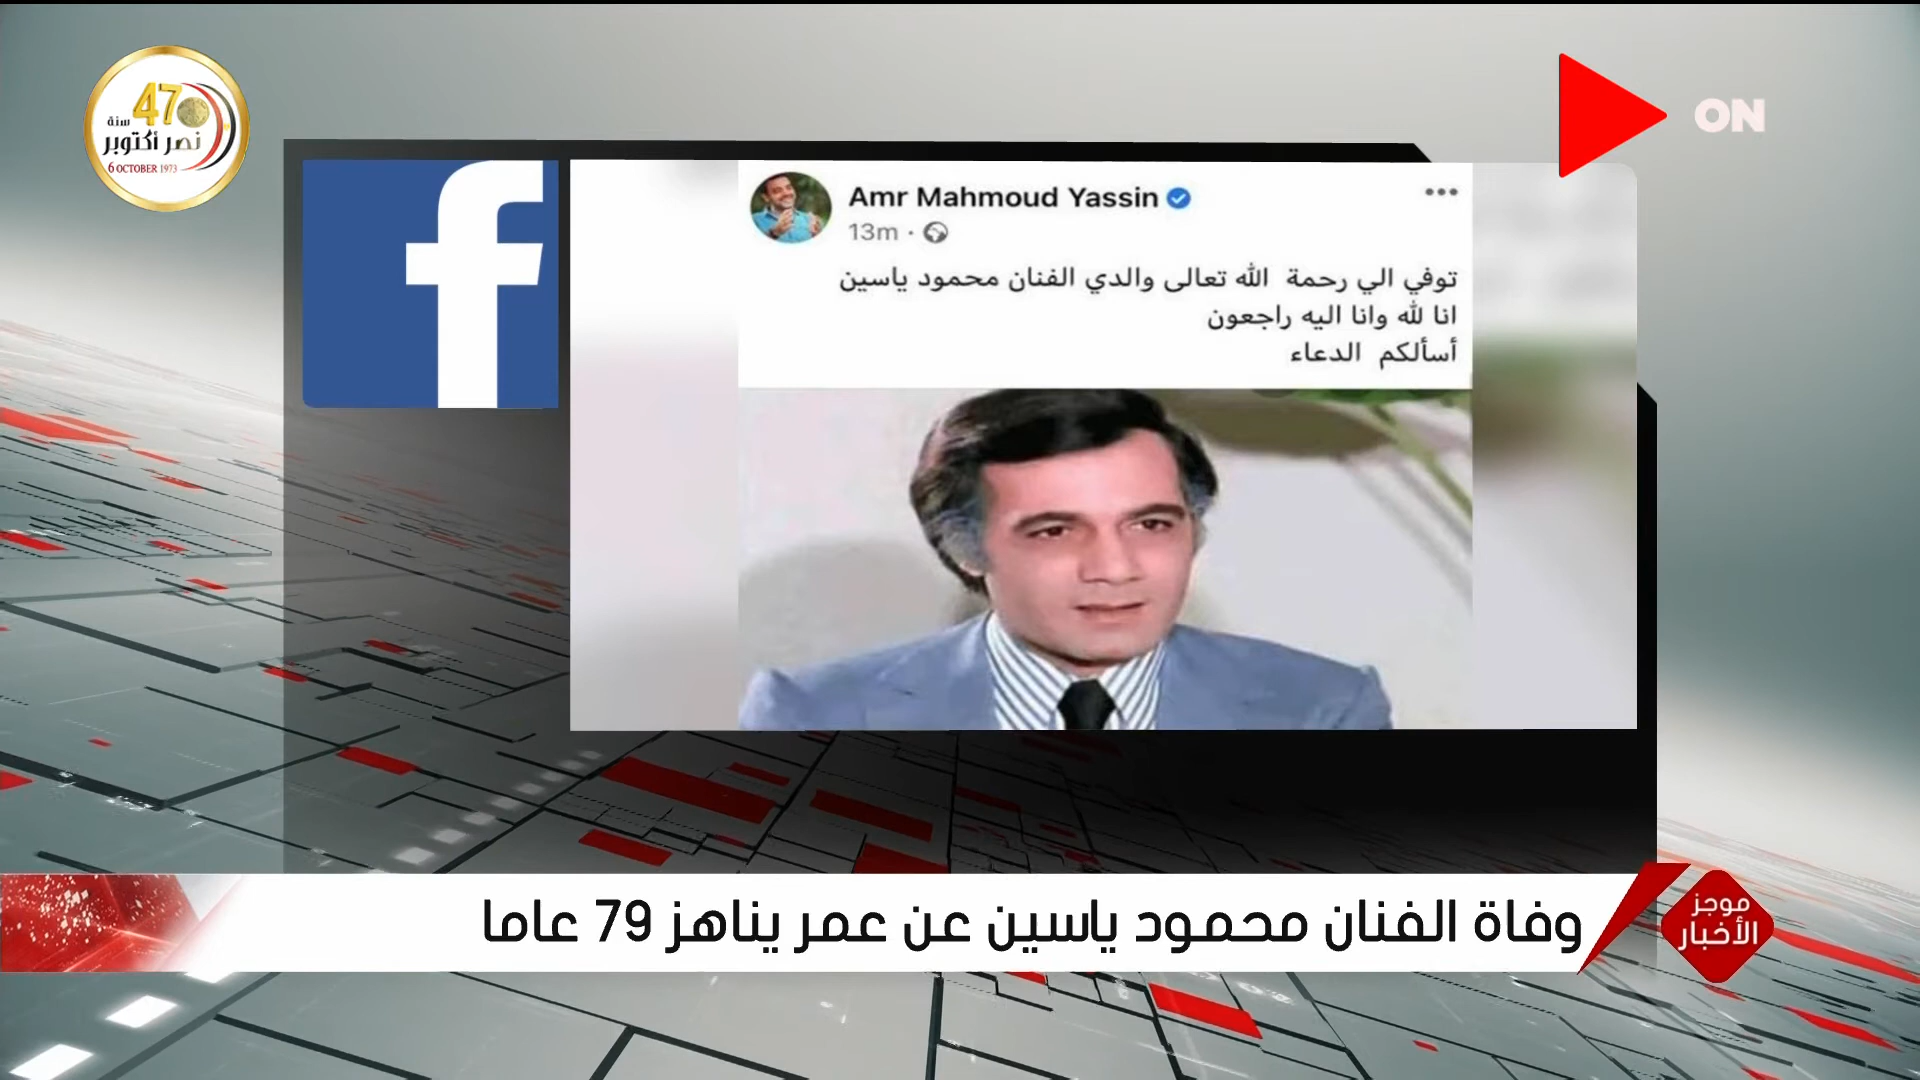 47
سنة
نصر أكتوبر
6 OCTOBER 1973
ON
Amr Mahmoud Yassin
13m ·
توفي الي رحمة الله تعالى والدي الفنان محمود ياسين
انا لله وانا اليه راجعون
أسألكم الدعاء
موجز
الأخبار
وفاة الفنان محمود ياسين عن عمر يناهز 79 عاما